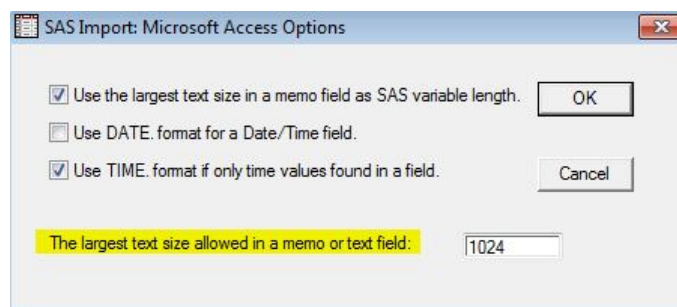 SAS Import: Microsoft Access Options
Use the largest text size in a memo field as SAS variable length.
OK
Use DATE. format for a Date/Time field.
Use TIME. format if only time values found in a field.
Cancel
The largest text size allowed in a memo or text field:
1024